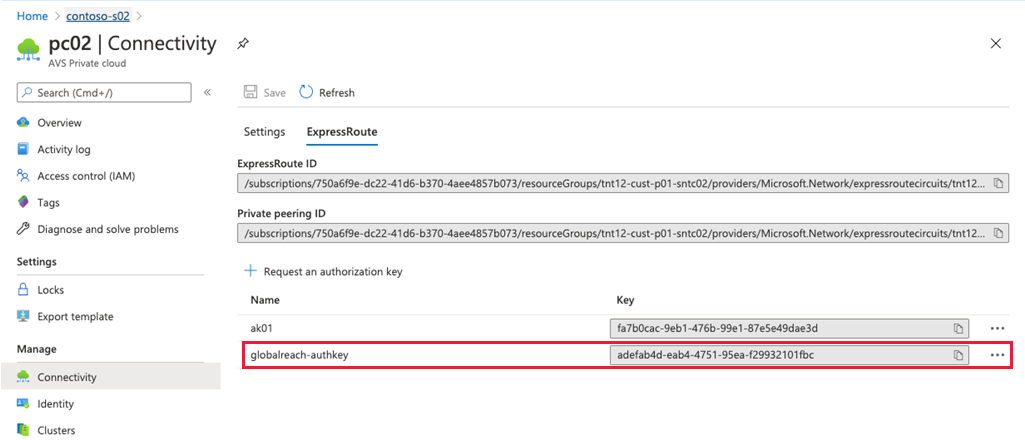 Home > contoso-s02 >
pc02 | Connectivity
AVS Private cloud
Search (Cmd+/)
«
Save
Refresh
Overview
Activity log
Access control (IAM)
Tags
Diagnose and solve problems
Settings
Locks
Export template
Manage
Connectivity
Identity
Clusters
Settings
ExpressRoute
ExpressRoute ID
/subscriptions/750a6f9e-dc22-41d6-b370-4aee4857b073/resourceGroups/tnt12-cust-p01-sntc02/providers/Microsoft.Network/expressroutecircuits/tnt12...
Private peering ID
/subscriptions/750a6f9e-dc22-41d6-b370-4aee4857b073/resourceGroups/tnt12-cust-p01-sntc02/providers/Microsoft.Network/expressroutecircuits/tnt12...
Request an authorization key
Name Key
ak01 fa7b0cac-9eb1-476b-99e1-87e5e49dae3d
globalreach-authkey adefab4d-eab4-4751-95ea-f29932101fbc